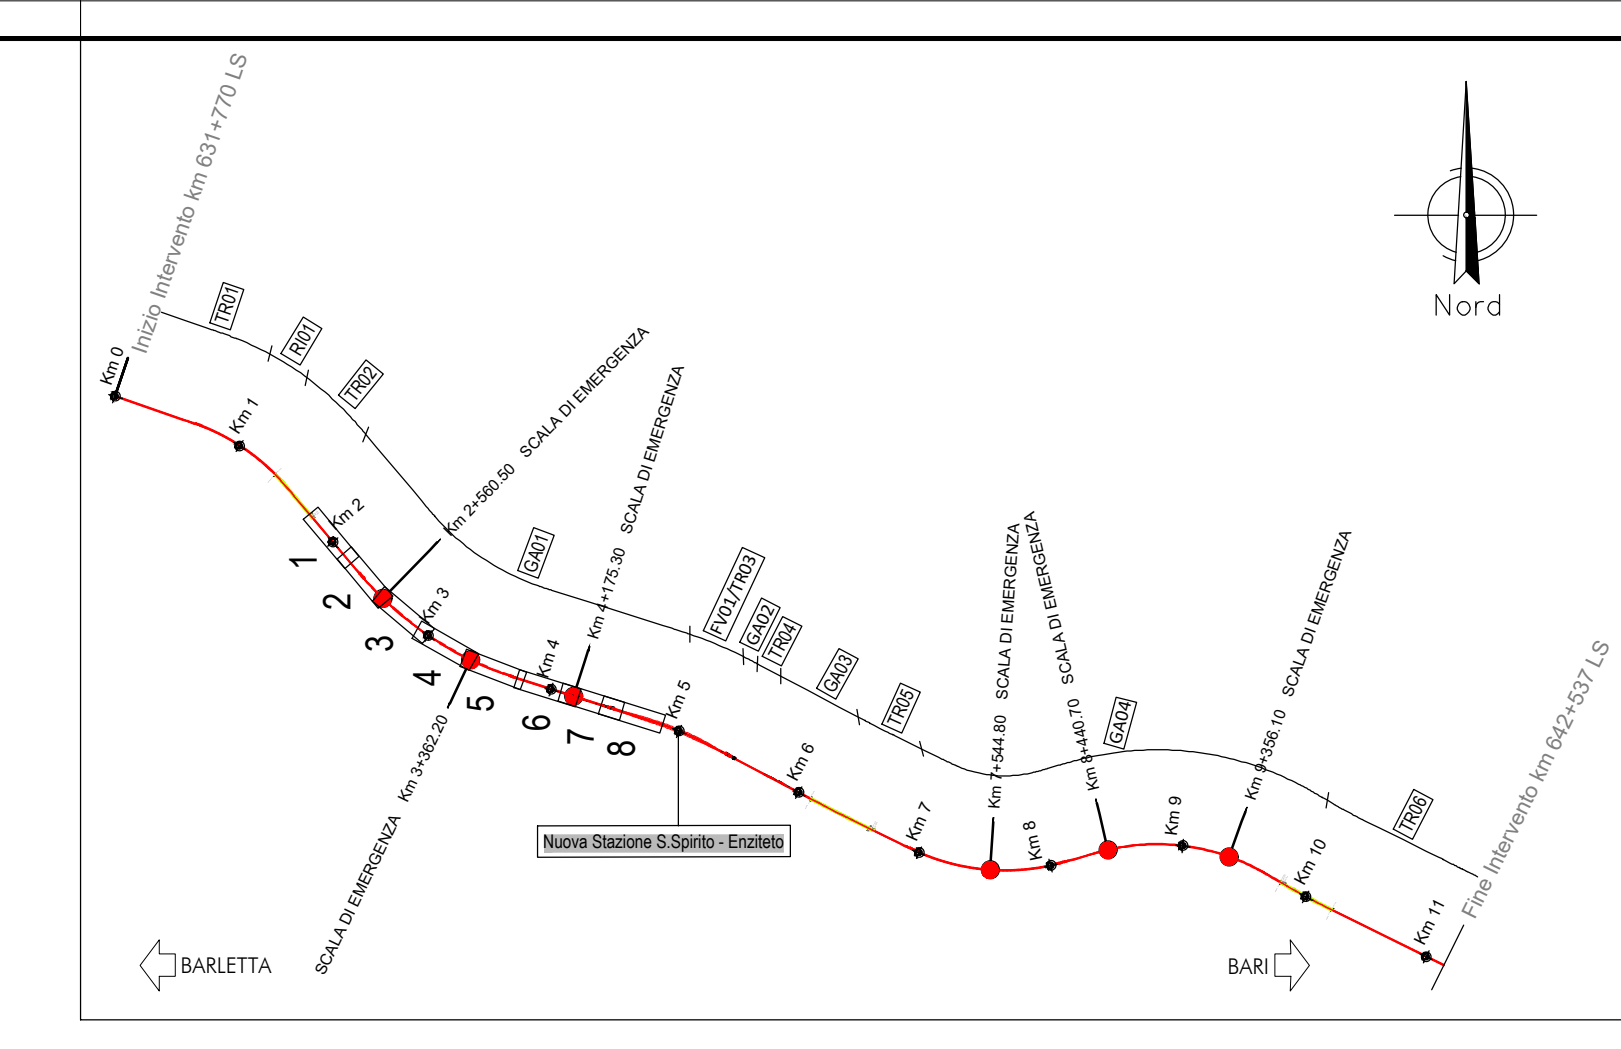 Inizio Intervento km 631+770 LS
Nord
Km 0
TR01
RI01
TR02
Km 1
Km 2
Km 2+560.50 SCALA DI EMERGENZA
Km 4+175.30 SCALA DI EMERGENZA
GA01
FV01/TR03
GA02
TR04
GA03
TR05
Km 7+544.80 SCALA DI EMERGENZA
Km 8+440.70 SCALA DI EMERGENZA
GA04
Km 9+356.10 SCALA DI EMERGENZA
TR06
Fine Intervento km 642+537 LS
1
2
3
4
5
6
7
8
Km 3
Km 4
Km 5
Km 6
Km 7
Km 8
Km 9
Km 10
Km 11
SCALA DI EMERGENZA Km 3+362.20
Nuova Stazione S.Spirito - Enziteto
BARLETTA
BARI